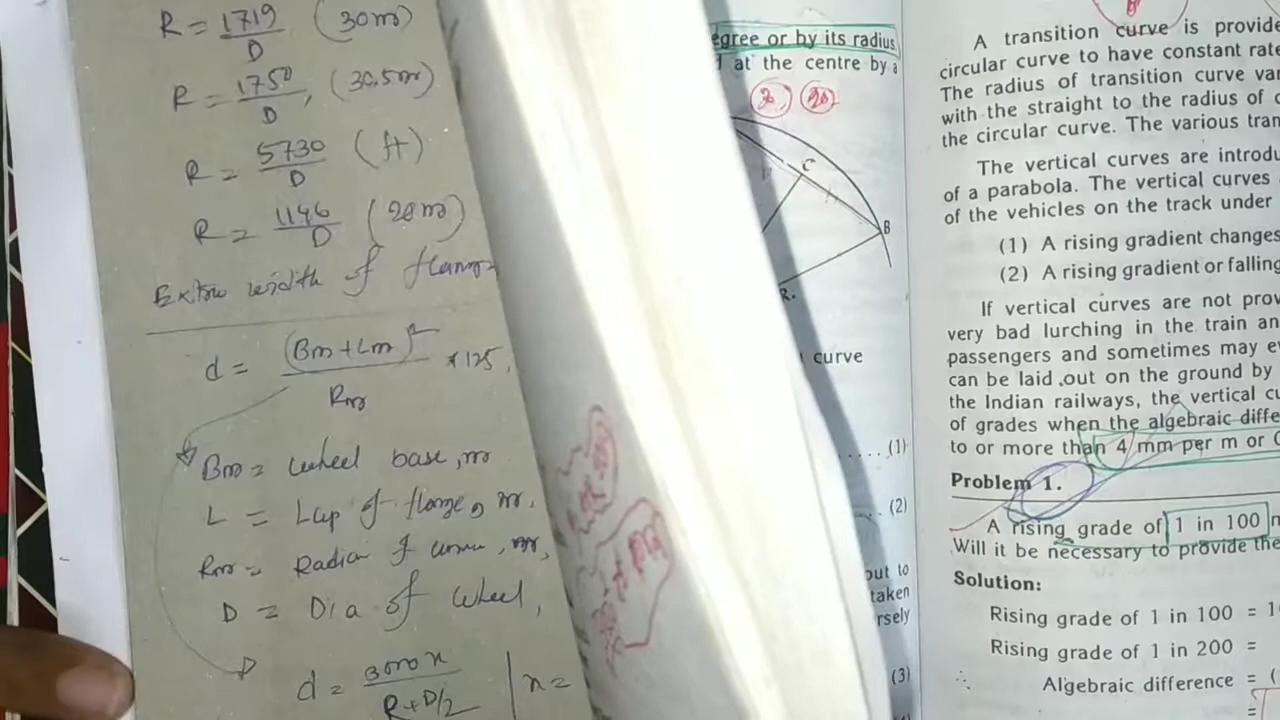 R = 1719/D (30m)
R = 1750/D, (30.5m)
R = 5730/D (ft)
R = 1146/D (20m)
Extra width of
d = (Bm+Lm)²/Rm × 125,
Bm = wheel base, m
L = Lap of flange, m,
Rm = Radian of curve, m,
D = Dia of wheel,
d = 3000x/R+D/2 | x =
egree or by its radius
d at the centre by a
C
B
R.
curve
.....(1)
.. (2)
out to
taken
rsely
(3)
A transition curve is provide
circular curve to have constant rate
The radius of transition curve var
with the straight to the radius of c
the circular curve. The various tran
The vertical curves are introdu
of a parabola. The vertical curves
of the vehicles on the track under
(1) A rising gradient changes
(2) A rising gradient or falling
If vertical curves are not prov
very bad lurching in the train an
passengers and sometimes may ev
can be laid out on the ground by
the Indian railways, the vertical cu
of grades when the algebraic diffe
to or more than 4 mm per m or
Problem 1.
A rising grade of 1 in 100 m
Will it be necessary to provide the
Solution:
Rising grade of 1 in 100 = 1
Rising grade of 1 in 200 =
∴ Algebraic difference = (
=